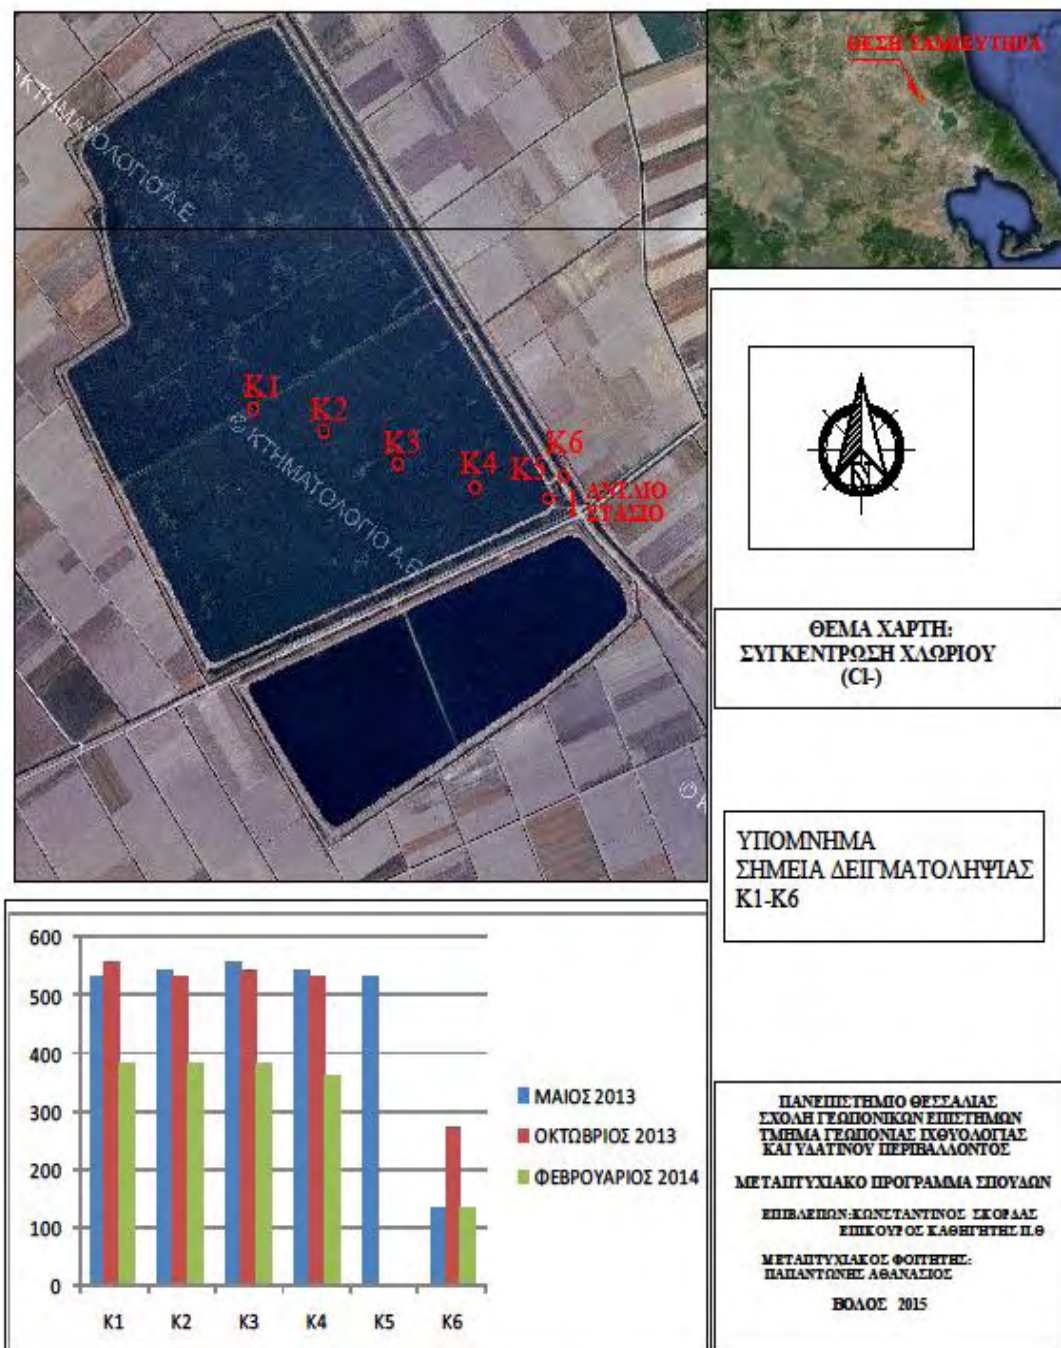 ΘΕΣΗ ΤΑΜΙΕΥΤΗΡΑ
ΚΤΗΜΑΤΟΛΟΓΙΟ Α.Ε
K1
K2
K3
K4
K5
K6
© ΚΤΗΜΑΤΟΛΟΓΙΟ Α.Ε
ΑΝΤΛΙΟ
ΣΤΑΣΙΟ
N
ΘΕΜΑ ΧΑΡΤΗ:
ΣΥΓΚΕΝΤΡΩΣΗ ΧΛΩΡΙΟΥ
(Cl-)
ΥΠΟΜΝΗΜΑ
ΣΗΜΕΙΑ ΔΕΙΓΜΑΤΟΛΗΨΙΑΣ
K1-K6
600
500
400
300
200
100
0
K1 K2 K3 K4 K5 K6
ΜΑΙΟΣ 2013
ΟΚΤΩΒΡΙΟΣ 2013
ΦΕΒΡΟΥΑΡΙΟΣ 2014
ΠΑΝΕΠΙΣΤΗΜΙΟ ΘΕΣΣΑΛΙΑΣ
ΣΧΟΛΗ ΓΕΩΠΟΝΙΚΩΝ ΕΠΙΣΤΗΜΩΝ
ΤΜΗΜΑ ΓΕΩΠΟΝΙΑΣ ΙΧΘΥΟΛΟΓΙΑΣ
ΚΑΙ ΥΔΑΤΙΝΟΥ ΠΕΡΙΒΑΛΛΟΝΤΟΣ
ΜΕΤΑΠΤΥΧΙΑΚΟ ΠΡΟΓΡΑΜΜΑ ΣΠΟΥΔΩΝ
ΕΠΙΒΛΕΠΩΝ:ΚΩΝΣΤΑΝΤΙΝΟΣ ΣΚΟΡΔΑΣ
ΕΠΙΚΟΥΡΟΣ ΚΑΘΗΓΗΤΗΣ Π.Θ
ΜΕΤΑΠΤΥΧΙΑΚΟΣ ΦΟΙΤΗΤΗΣ:
ΠΑΠΑΝΤΩΝΗΣ ΑΘΑΝΑΣΙΟΣ
ΒΟΛΟΣ 2015